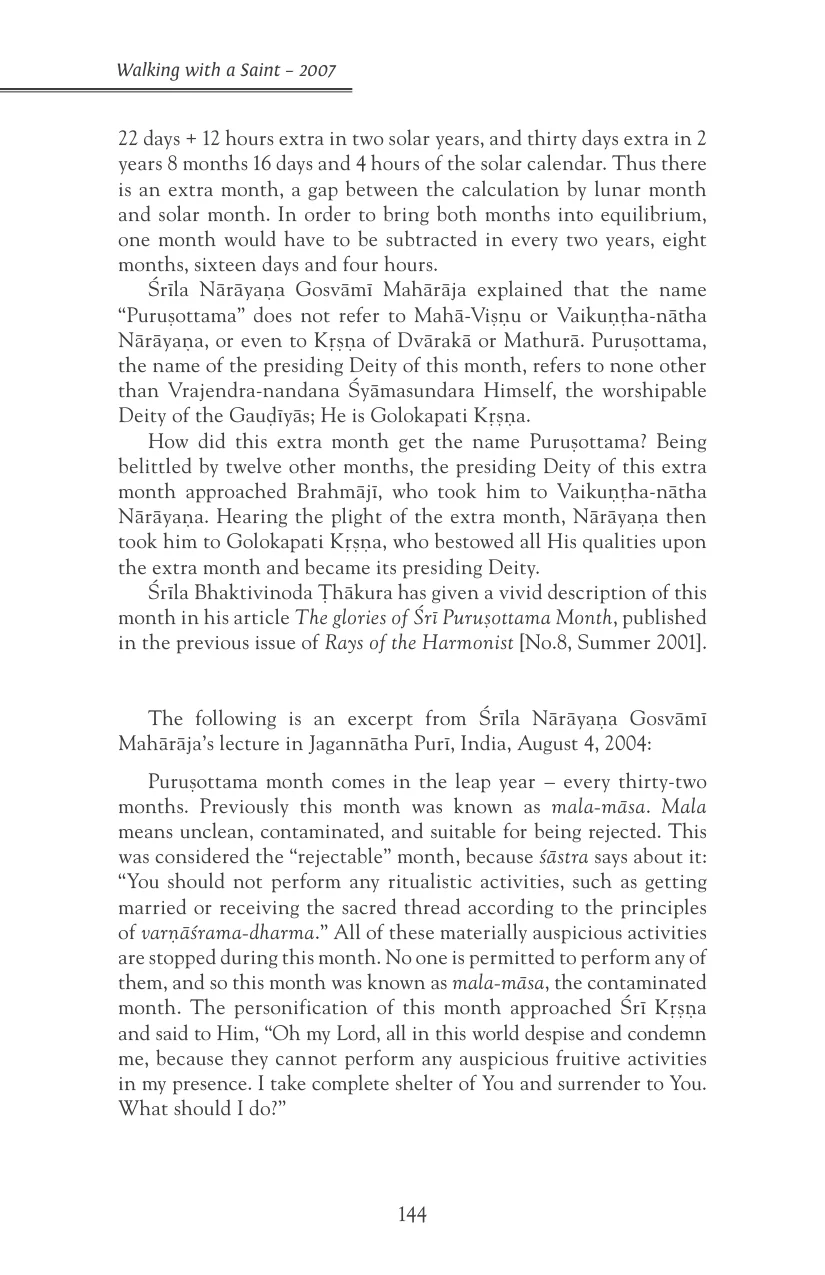 Walking with a Saint – 2007
22 days + 12 hours extra in two solar years, and thirty days extra in 2
years 8 months 16 days and 4 hours of the solar calendar. Thus there
is an extra month, a gap between the calculation by lunar month
and solar month. In order to bring both months into equilibrium,
one month would have to be subtracted in every two years, eight
months, sixteen days and four hours.
Śrīla Nārāyaṇa Gosvāmī Mahārāja explained that the name
“Puruṣottama” does not refer to Mahā-Viṣṇu or Vaikuṇṭha-nātha
Nārāyaṇa, or even to Kṛṣṇa of Dvārakā or Mathurā. Puruṣottama,
the name of the presiding Deity of this month, refers to none other
than Vrajendra-nandana Śyāmasundara Himself, the worshipable
Deity of the Gauḍīyās; He is Golokapati Kṛṣṇa.
How did this extra month get the name Puruṣottama? Being
belittled by twelve other months, the presiding Deity of this extra
month approached Brahmājī, who took him to Vaikuṇṭha-nātha
Nārāyaṇa. Hearing the plight of the extra month, Nārāyaṇa then
took him to Golokapati Kṛṣṇa, who bestowed all His qualities upon
the extra month and became its presiding Deity.
Śrīla Bhaktivinoda Ṭhākura has given a vivid description of this
month in his article The glories of Śrī Puruṣottama Month, published
in the previous issue of Rays of the Harmonist [No.8, Summer 2001].
The following is an excerpt from Śrīla Nārāyaṇa Gosvāmī
Mahārāja’s lecture in Jagannātha Purī, India, August 4, 2004:
Puruṣottama month comes in the leap year – every thirty-two
months. Previously this month was known as mala-māsa. Mala
means unclean, contaminated, and suitable for being rejected. This
was considered the “rejectable” month, because śāstra says about it:
“You should not perform any ritualistic activities, such as getting
married or receiving the sacred thread according to the principles
of varṇāśrama-dharma.” All of these materially auspicious activities
are stopped during this month. No one is permitted to perform any of
them, and so this month was known as mala-māsa, the contaminated
month. The personification of this month approached Śrī Kṛṣṇa
and said to Him, “Oh my Lord, all in this world despise and condemn
me, because they cannot perform any auspicious fruitive activities
in my presence. I take complete shelter of You and surrender to You.
What should I do?”
144